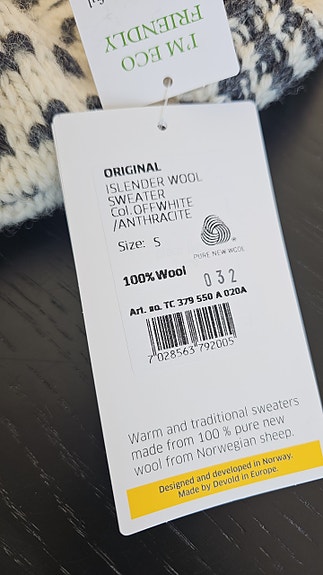 I'M ECO
FRIENDLY
ORIGINAL
ISLENDER WOOL
SWEATER
Col.OFFWHITE
/ANTHRACITE
Size: S
PURE NEW WOOL
100%Wool
032
Art. no. TC 379 550 A 020A
7 028563 792005
Warm and traditional sweaters
made from 100 % pure new
wool from Norwegian sheep.
Designed and developed in Norway.
Made by Devold in Europe.